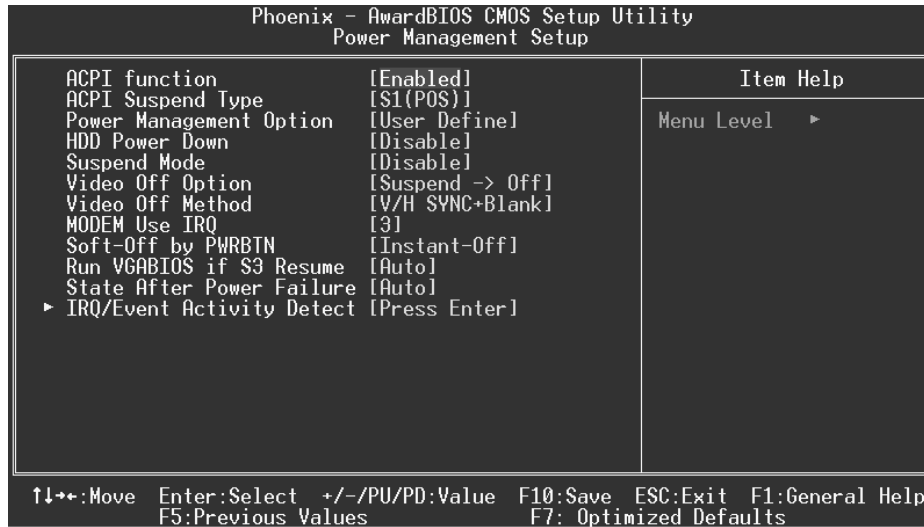 Phoenix - AwardBIOS CMOS Setup Utility
Power Management Setup
ACPI function [Enabled]
ACPI Suspend Type [S1(POS)]
Power Management Option [User Define]
HDD Power Down [Disable]
Suspend Mode [Disable]
Video Off Option [Suspend -> Off]
Video Off Method [V/H SYNC+Blank]
MODEM Use IRQ [3]
Soft-Off by PWRBTN [Instant-Off]
Run VGABIOS if S3 Resume [Auto]
State After Power Failure [Auto]
► IRQ/Event Activity Detect [Press Enter]
Item Help
Menu Level ►
↑↓→←:Move Enter:Select +/-/PU/PD:Value F10:Save ESC:Exit F1:General Help
F5:Previous Values F7: Optimized Defaults